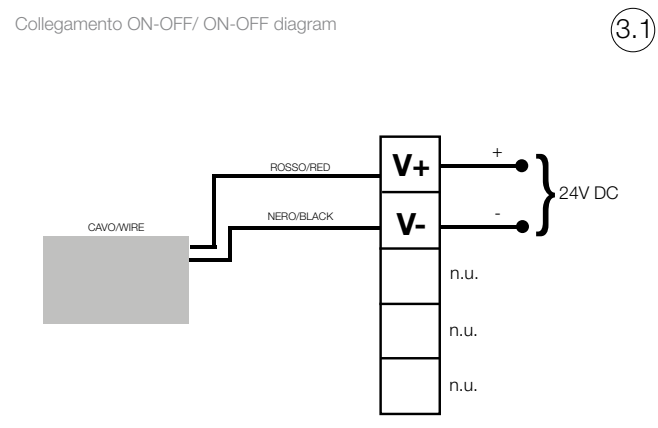 Collegamento ON-OFF/ ON-OFF diagram
3.1
ROSSO/RED
V+
+
24V DC
NERO/BLACK
V-
-
CAVO/WIRE
n.u.
n.u.
n.u.